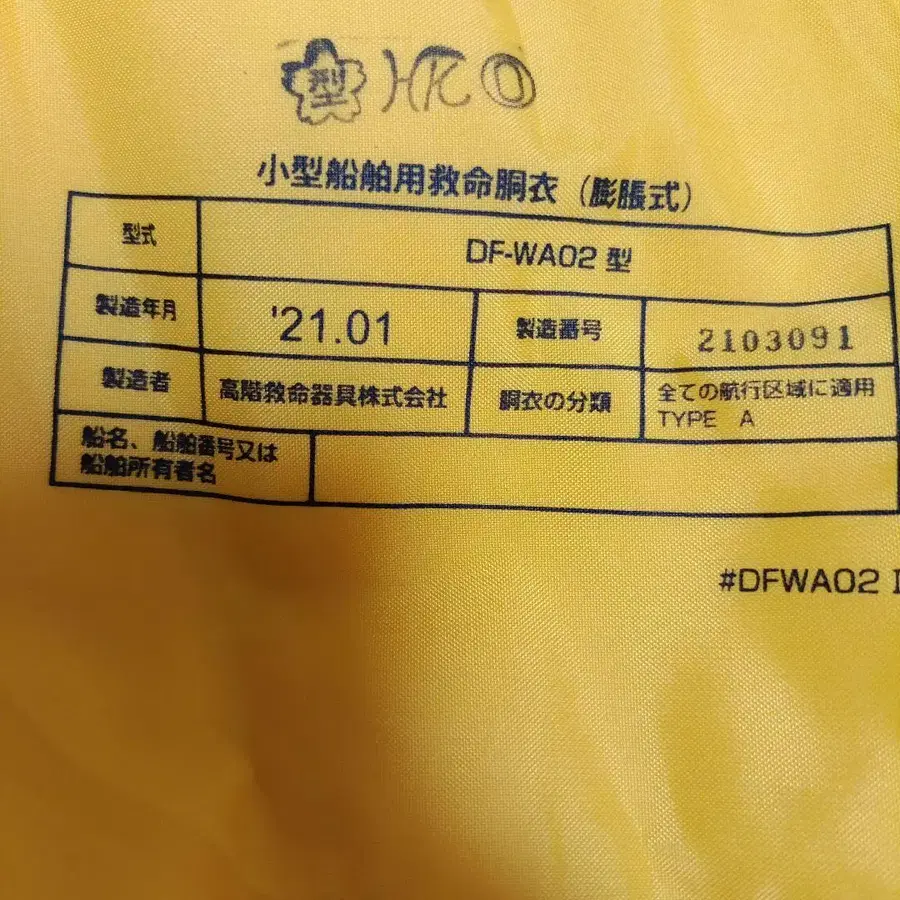 型 HK O
小型船舶用救命胴衣（膨脹式）
型式 DF-WA02 型
製造年月 '21.01 製造番号 2103091
製造者 高階救命器具株式会社 胴衣の分類 全ての航行区域に適用
TYPE A
船名、船舶番号又は
船舶所有者名
#DFWA02